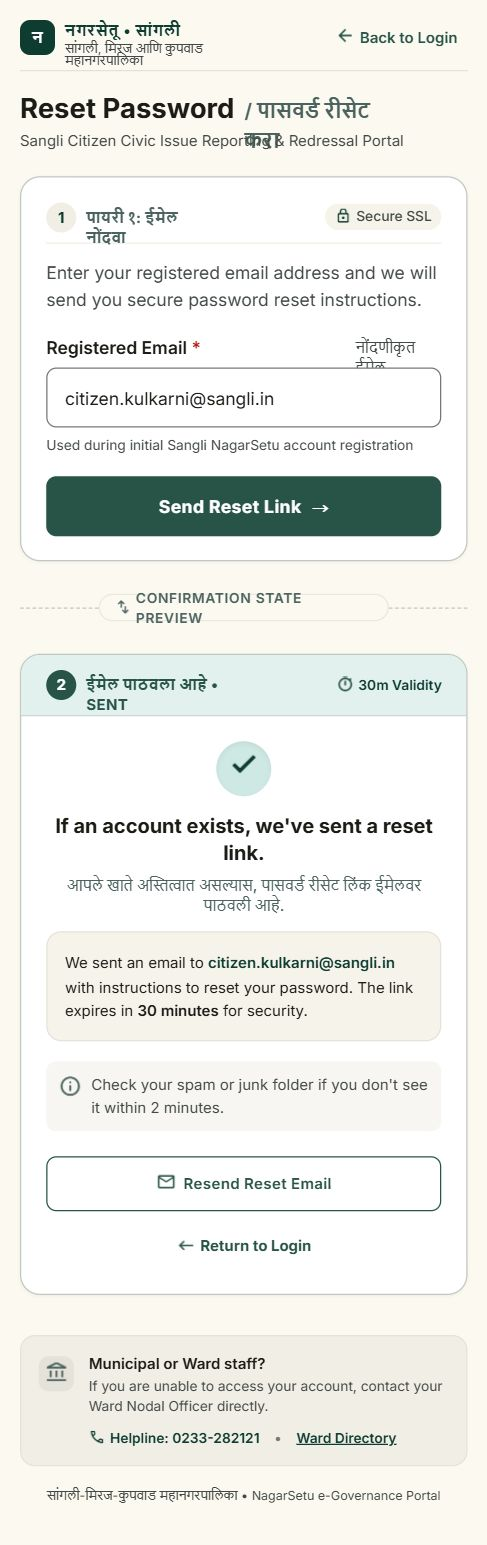 न
नगरसेतू • सांगली
सांगली, मिरज आणि कुपवाड
महानगरपालिका
← Back to Login
Reset Password / पासवर्ड रीसेट
करा
Sangli Citizen Civic Issue Reporting & Redressal Portal
1 पायरी १: ईमेल
नोंदवा
Secure SSL
Enter your registered email address and we will
send you secure password reset instructions.
Registered Email *
नोंदणीकृत
ईमेल
citizen.kulkarni@sangli.in
Used during initial Sangli NagarSetu account registration
Send Reset Link →
CONFIRMATION STATE
PREVIEW
2 ईमेल पाठवला आहे •
SENT
30m Validity
If an account exists, we've sent a reset
link.
आपले खाते अस्तित्वात असल्यास, पासवर्ड रीसेट लिंक ईमेलवर
पाठवली आहे.
We sent an email to citizen.kulkarni@sangli.in
with instructions to reset your password. The link
expires in 30 minutes for security.
Check your spam or junk folder if you don't see
it within 2 minutes.
Resend Reset Email
← Return to Login
Municipal or Ward staff?
If you are unable to access your account, contact your
Ward Nodal Officer directly.
Helpline: 0233-282121 • Ward Directory
सांगली-मिरज-कुपवाड महानगरपालिका • NagarSetu e-Governance Portal